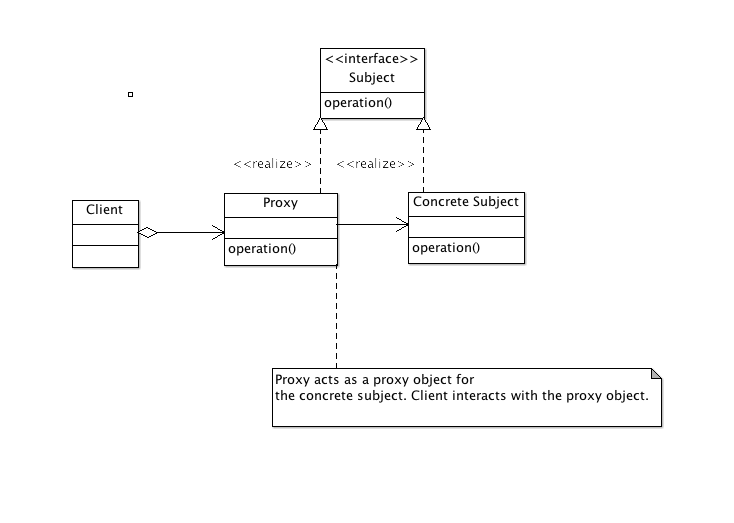 <<interface>>
Subject
operation()
<<realize>>
<<realize>>
Client
Proxy
operation()
Concrete Subject
operation()
Proxy acts as a proxy object for
the concrete subject. Client interacts with the proxy object.